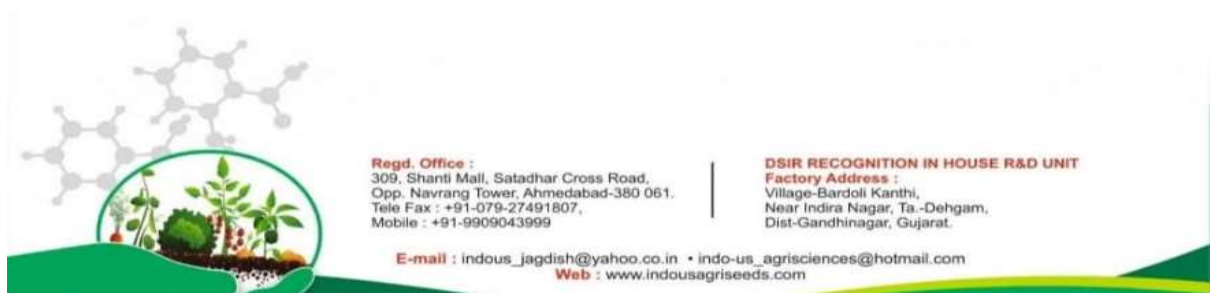 Regd. Office :
309, Shanti Mall, Satadhar Cross Road,
Opp. Navrang Tower, Ahmedabad-380 061.
Tele Fax : +91-079-27491807,
Mobile : +91-9909043999
DSIR RECOGNITION IN HOUSE R&D UNIT
Factory Address :
Village-Bardoli Kanthi,
Near Indira Nagar, Ta.-Dehgam,
Dist-Gandhinagar, Gujarat.
E-mail : indous_jagdish@yahoo.co.in • indo-us_agrisciences@hotmail.com
Web : www.indousagriseeds.com